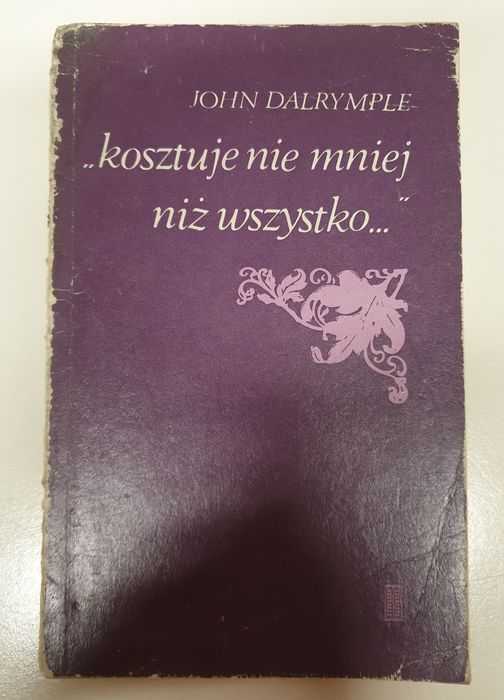 JOHN DALRYMPLE
„kosztuje nie mniej
niż wszystko..."